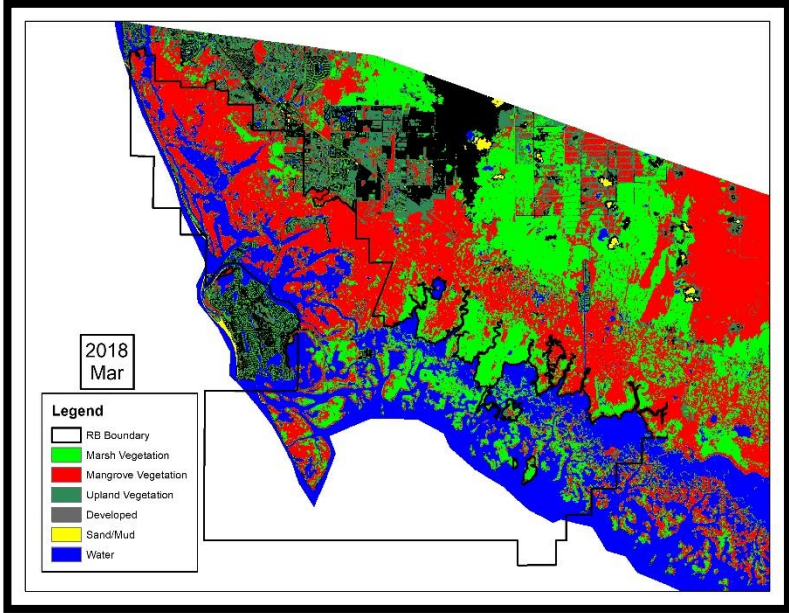 2018
Mar
Legend
RB Boundary
Marsh Vegetation
Mangrove Vegetation
Upland Vegetation
Developed
Sand/Mud
Water